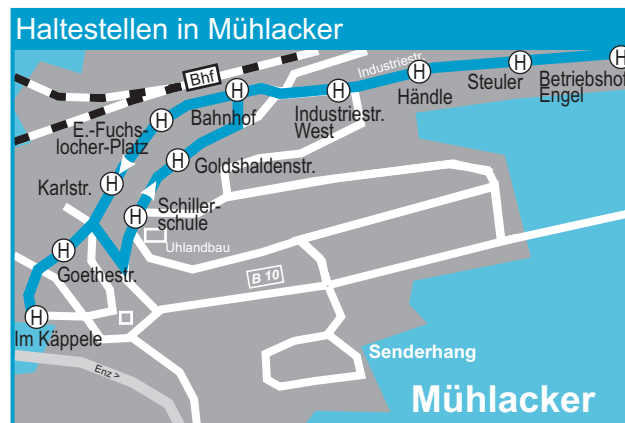 Haltestellen in Mühlacker
Bhf
Industriestr.
H
H
H
H
H
Bahnhof
Industriestr.
West
Händle
Steuler
Betriebshof
Engel
H
E.-Fuchs-
locher-Platz
H
Goldshaldenstr.
H
Karlstr.
H
Schiller-
schule
Uhlandbau
H
Goethestr.
B 10
H
Im Käppele
Enz >
Senderhang
Mühlacker